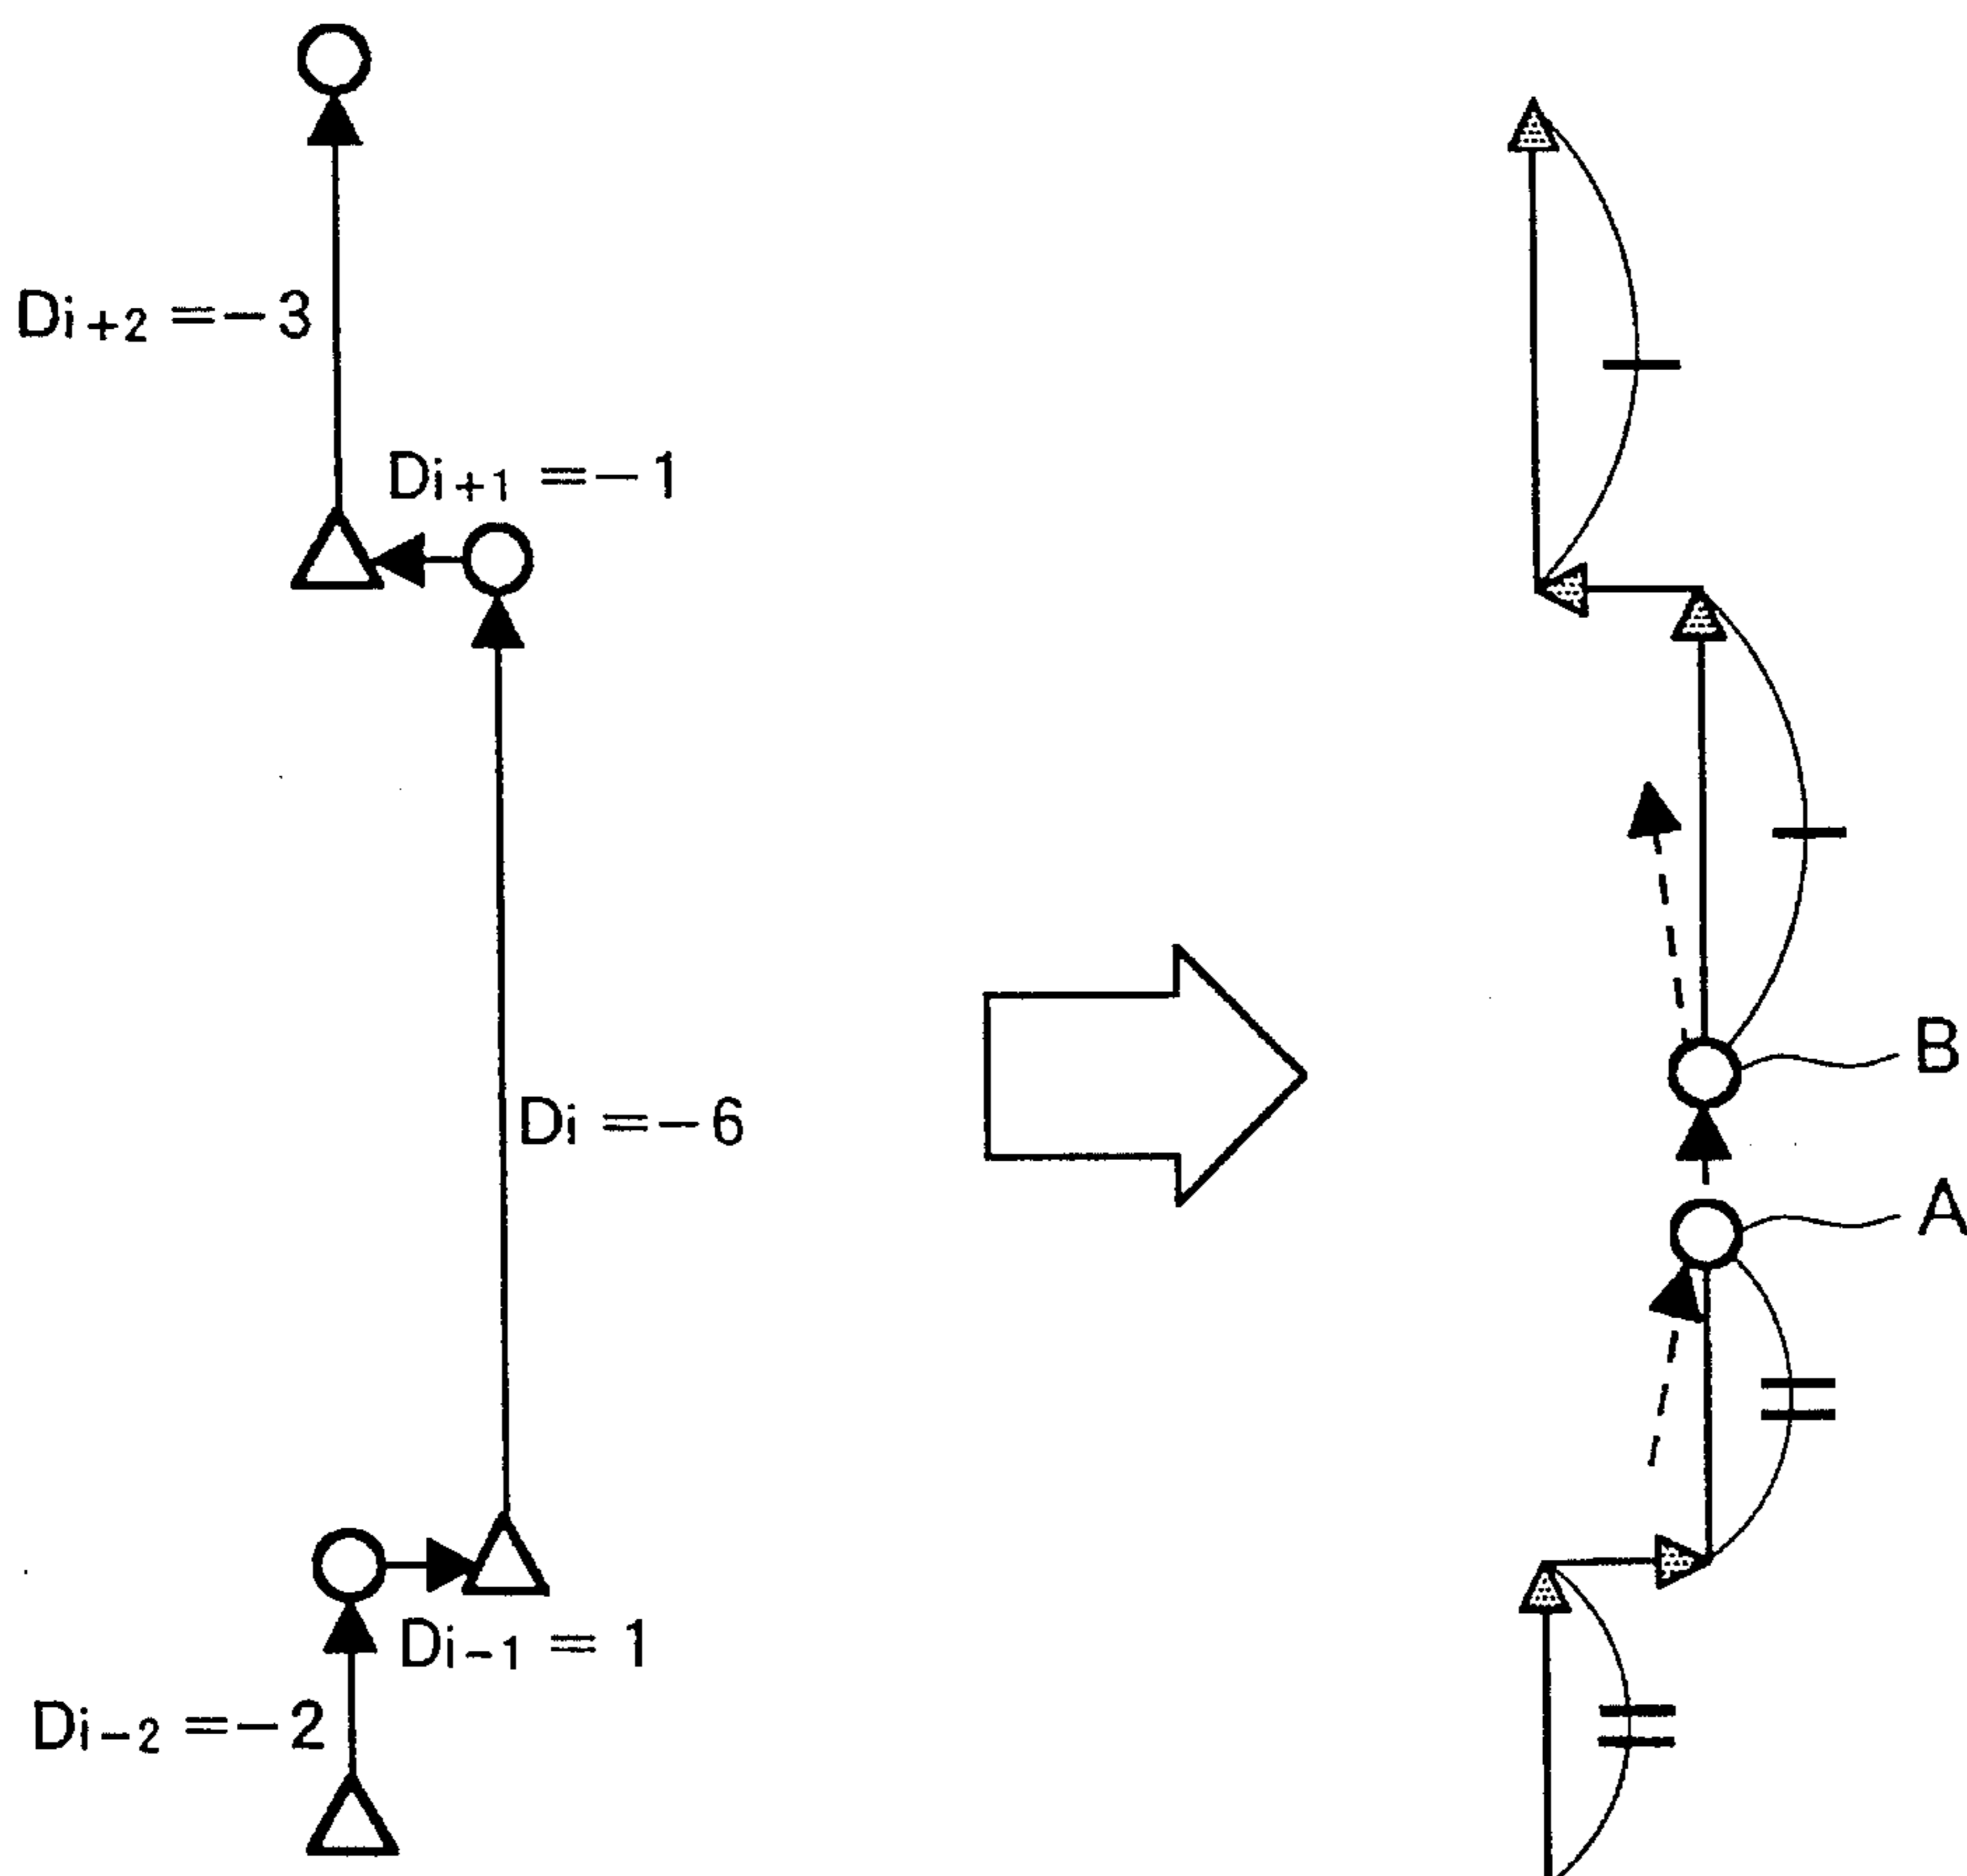 Di+2 =-3
Di+1 =-1
Di =-6
B
A
Di-1 = 1
Di-2 =-2